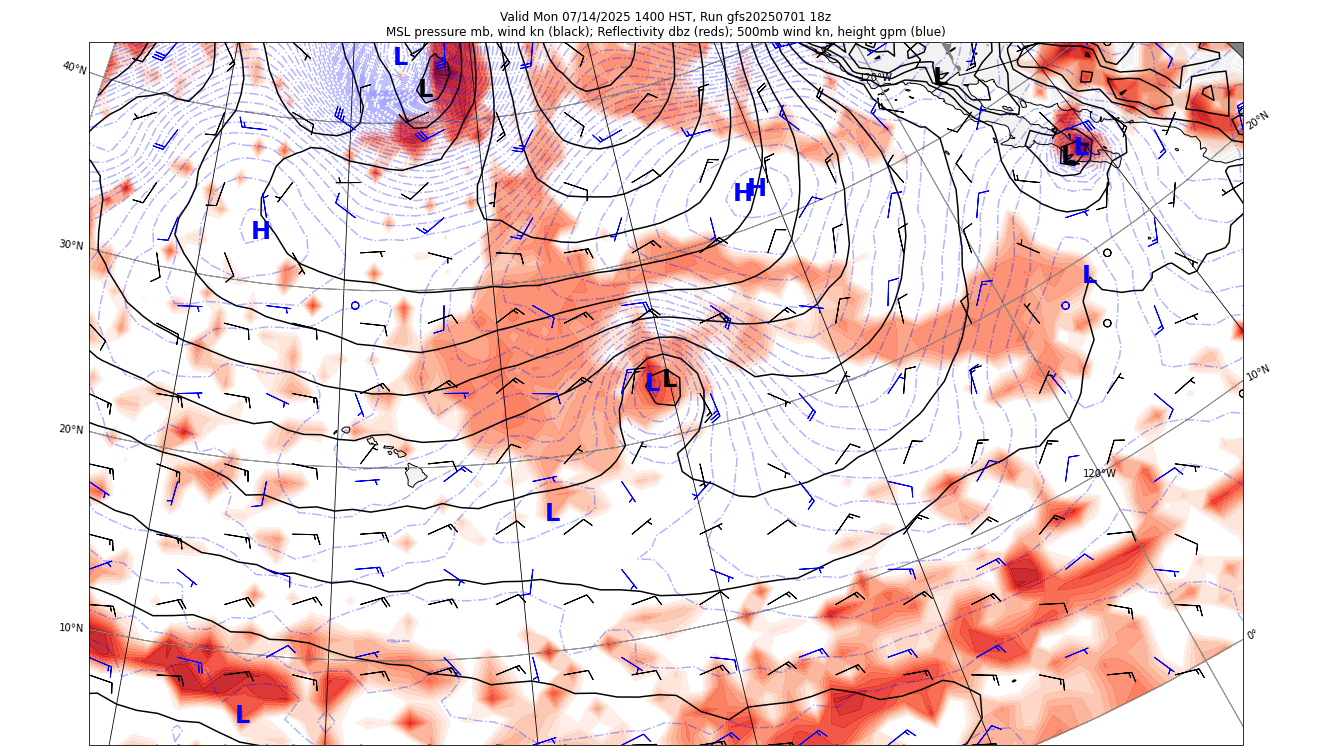 Valid Mon 07/14/2025 1400 HST, Run gfs20250701 18z
MSL pressure mb, wind kn (black); Reflectivity dbz (reds); 500mb wind kn, height gpm (blue)
L
40°N
120°W
L
L
20°N
L
L
H
H
H
30°N
L
10°N
L
L
20°N
120°W
L
10°N
0°
L